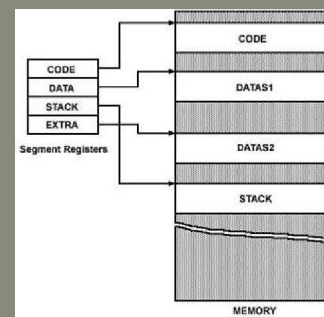 CODE
DATA
STACK
EXTRA
Segment Registers
CODE
DATAS1
DATAS2
STACK
MEMORY